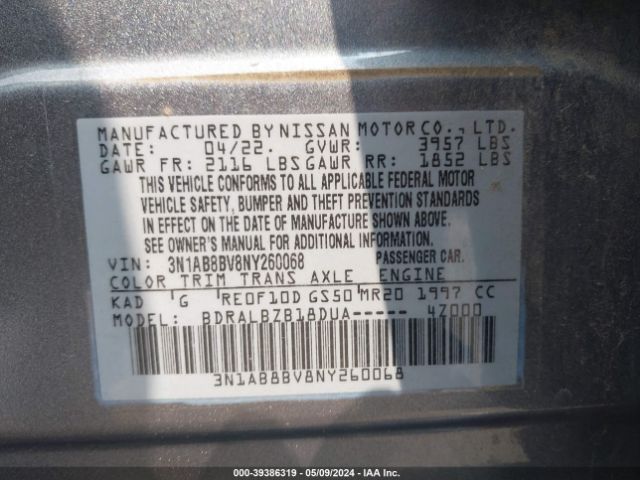 MANUFACTURED BY NISSAN MOTOR CO., LTD.
DATE: 04/22. GVWR: 3957 LBS
GAWR FR: 2116 LBS GAWR RR: 1852 LBS
THIS VEHICLE CONFORMS TO ALL APPLICABLE FEDERAL MOTOR
VEHICLE SAFETY, BUMPER AND THEFT PREVENTION STANDARDS
IN EFFECT ON THE DATE OF MANUFACTURE SHOWN ABOVE.
SEE OWNER'S MANUAL FOR ADDITIONAL INFORMATION.
VIN: 3N1AB8BV8NY260068 PASSENGER CAR.
COLOR TRIM TRANS AXLE ENGINE
KAD G RE0F10D GS50 MR20 1997 CC
MODEL: BDRALBZB18DUA----- 4Z000
3N1AB8BV8NY260068
000-39386319 | 05/09/2024 | IAA Inc.